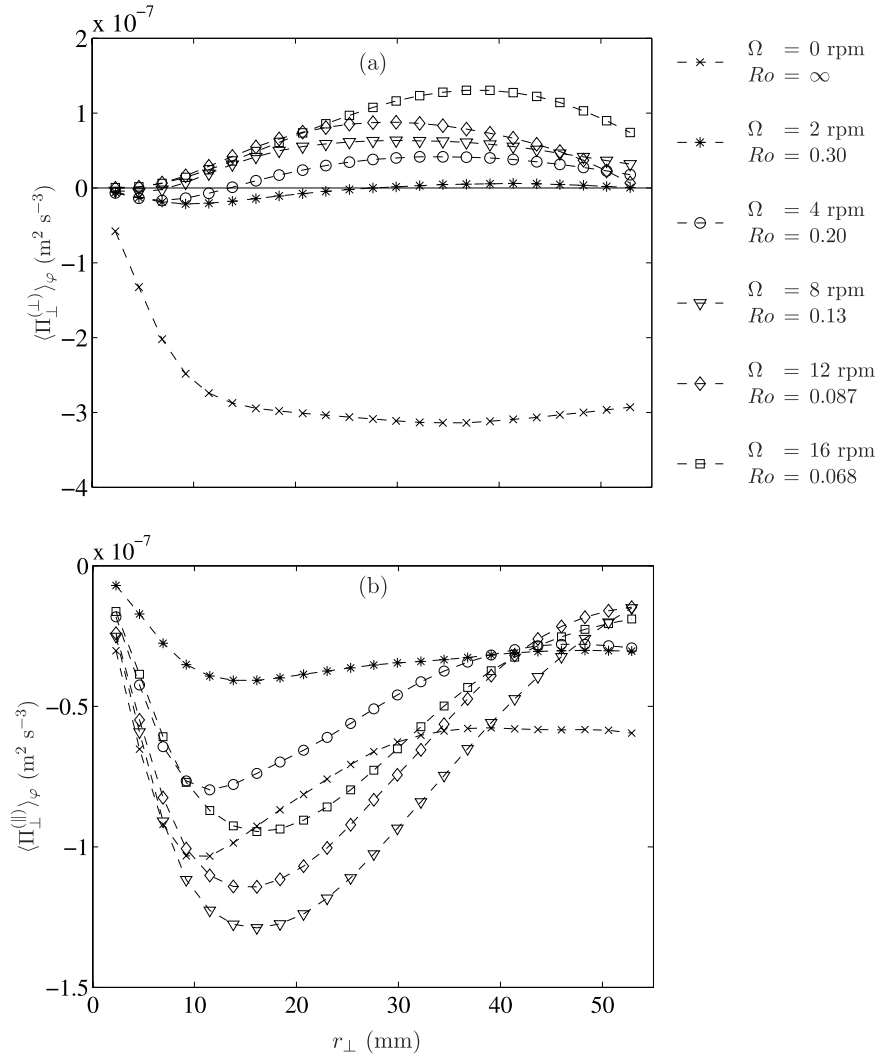 x 10⁻⁷
2
1
0
−1
−2
−3
−4
(a)
⟨Π⊥^(⊥)⟩φ (m² s⁻³)
Ω = 0 rpm
Ro = ∞
Ω = 2 rpm
Ro = 0.30
Ω = 4 rpm
Ro = 0.20
Ω = 8 rpm
Ro = 0.13
Ω = 12 rpm
Ro = 0.087
Ω = 16 rpm
Ro = 0.068
x 10⁻⁷
0
−0.5
−1
−1.5
(b)
⟨Π⊥^(||)⟩φ (m² s⁻³)
0 10 20 30 40 50
r⊥ (mm)